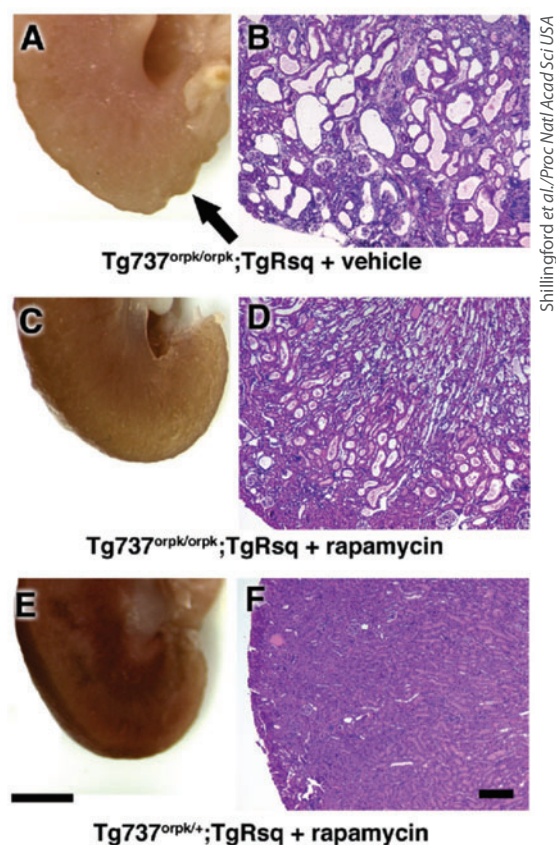 A
B
Tg737orpk/orpk;TgRsq + vehicle
C
D
Tg737orpk/orpk;TgRsq + rapamycin
E
F
Tg737orpk/+;TgRsq + rapamycin
Shillingford et al./Proc Natl Acad Sci USA